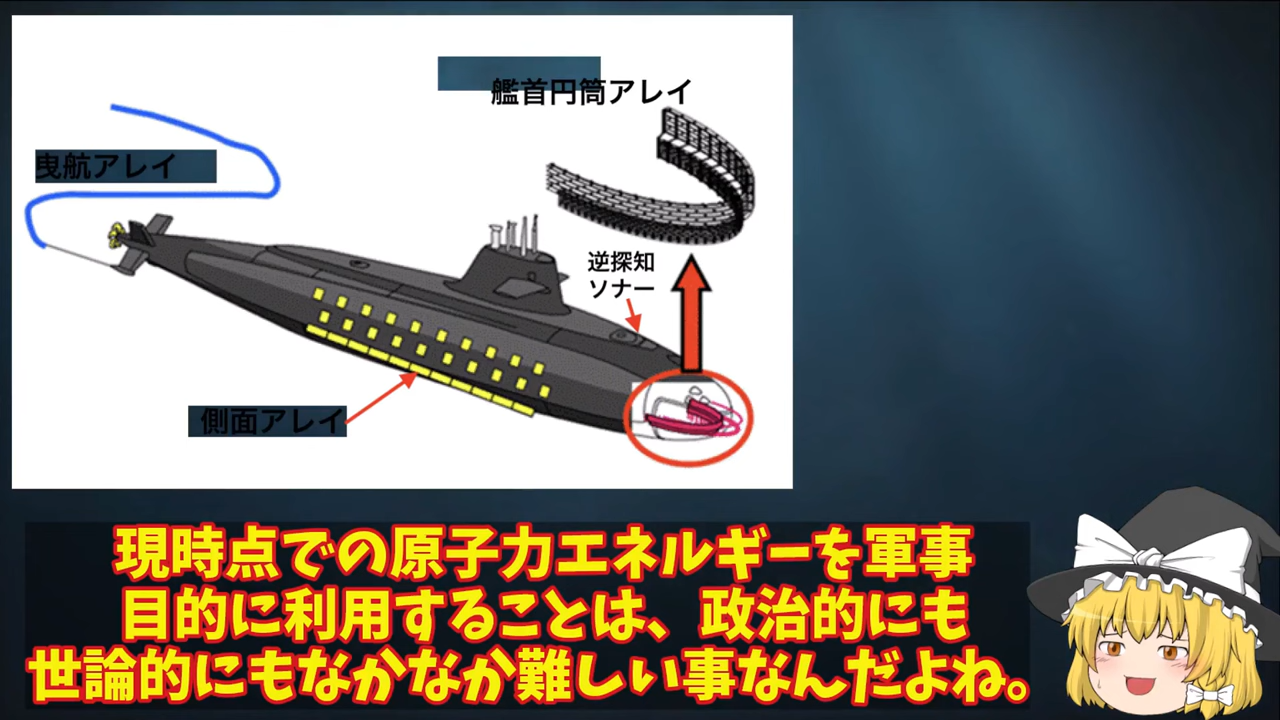 艦首円筒アレイ
曳航アレイ
逆探知
ソナー
側面アレイ
現時点での原子力エネルギーを軍事
目的に利用することは、政治的にも
世論的にもなかなか難しい事なんだよね。